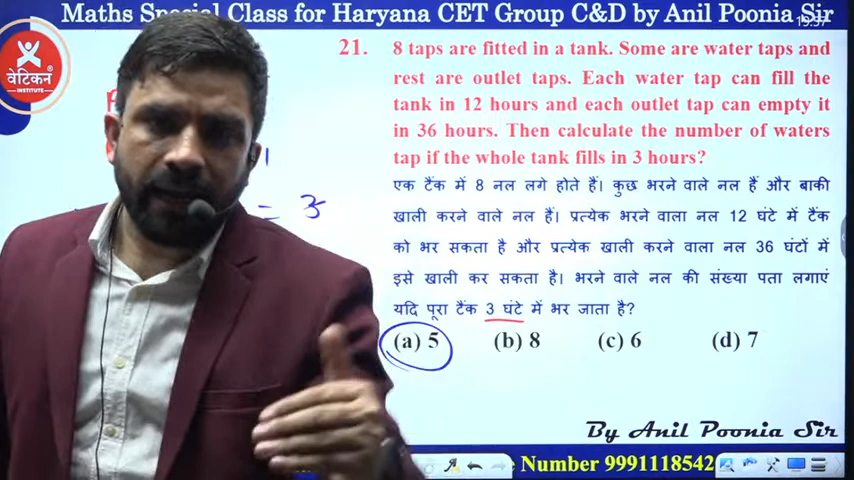 Maths Special Class for Haryana CET Group C&D by Anil Poonia Sir
19:37
वेटिकन
INSTITUTE
21. 8 taps are fitted in a tank. Some are water taps and
rest are outlet taps. Each water tap can fill the
tank in 12 hours and each outlet tap can empty it
in 36 hours. Then calculate the number of waters
tap if the whole tank fills in 3 hours?
एक टैंक में 8 नल लगे होते हैं। कुछ भरने वाले नल हैं और बाकी
खाली करने वाले नल हैं। प्रत्येक भरने वाला नल 12 घंटे में टैंक
को भर सकता है और प्रत्येक खाली करने वाला नल 36 घंटों में
इसे खाली कर सकता है। भरने वाले नल की संख्या पता लगाएं
यदि पूरा टैंक 3 घंटे में भर जाता है?
= 3
(a) 5 (b) 8 (c) 6 (d) 7
By Anil Poonia Sir
Number 9991118542